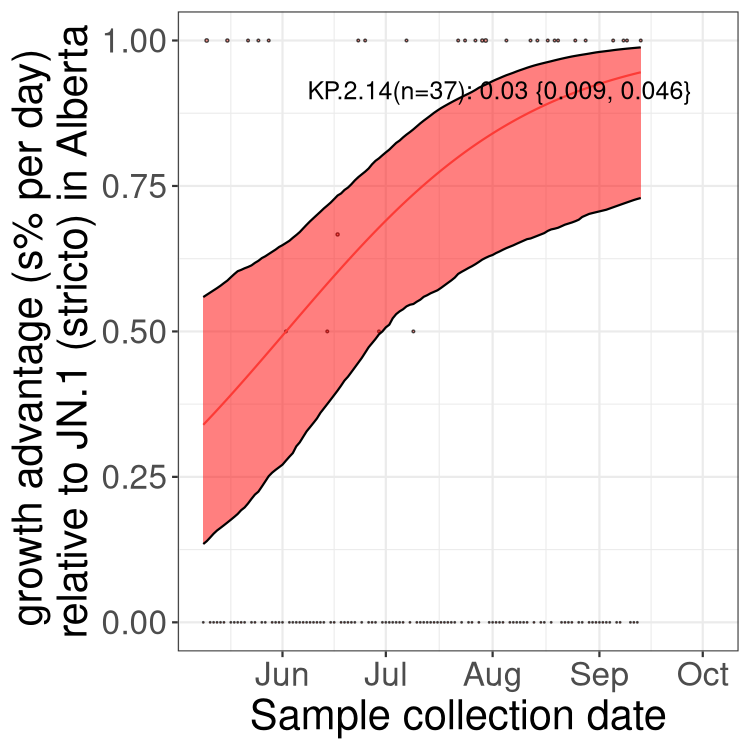 growth advantage (s% per day)
relative to JN.1 (stricto) in Alberta
1.00
0.75
0.50
0.25
0.00
KP.2.14(n=37): 0.03 {0.009, 0.046}
Jun Jul Aug Sep Oct
Sample collection date